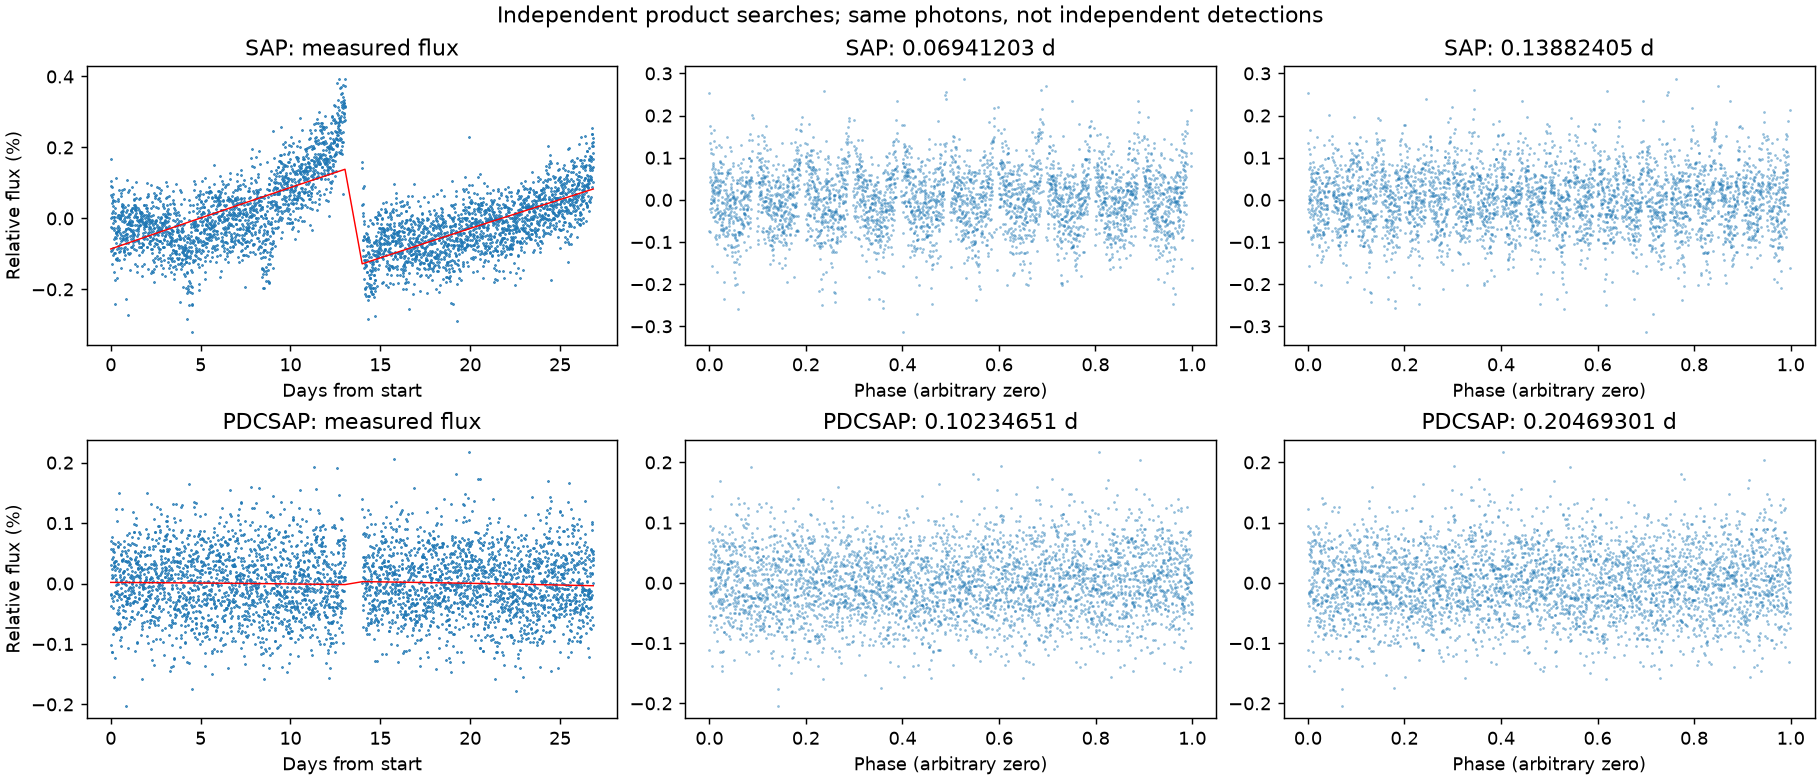 Independent product searches; same photons, not independent detections
SAP: measured flux
SAP: 0.06941203 d
SAP: 0.13882405 d
Relative flux (%)
0.4
0.2
0.0
−0.2
0 5 10 15 20 25
Days from start
0.3
0.2
0.1
0.0
−0.1
−0.2
−0.3
0.0 0.2 0.4 0.6 0.8 1.0
Phase (arbitrary zero)
0.3
0.2
0.1
0.0
−0.1
−0.2
−0.3
0.0 0.2 0.4 0.6 0.8 1.0
Phase (arbitrary zero)
PDCSAP: measured flux
PDCSAP: 0.10234651 d
PDCSAP: 0.20469301 d
Relative flux (%)
0.2
0.1
0.0
−0.1
−0.2
0 5 10 15 20 25
Days from start
0.2
0.1
0.0
−0.1
−0.2
0.0 0.2 0.4 0.6 0.8 1.0
Phase (arbitrary zero)
0.2
0.1
0.0
−0.1
−0.2
0.0 0.2 0.4 0.6 0.8 1.0
Phase (arbitrary zero)